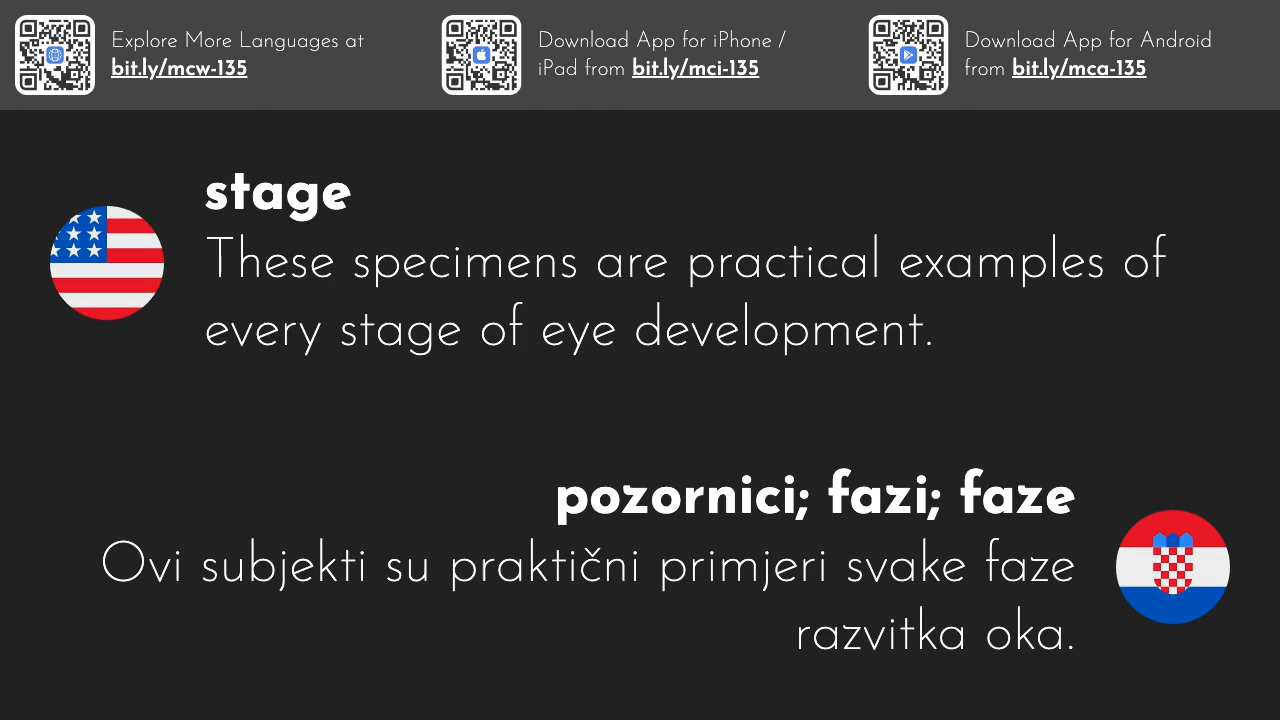 Explore More Languages at
bit.ly/mcw-135
Download App for iPhone /
iPad from bit.ly/mci-135
Download App for Android
from bit.ly/mca-135
stage
These specimens are practical examples of
every stage of eye development.
pozornici; fazi; faze
Ovi subjekti su praktični primjeri svake faze
razvitka oka.